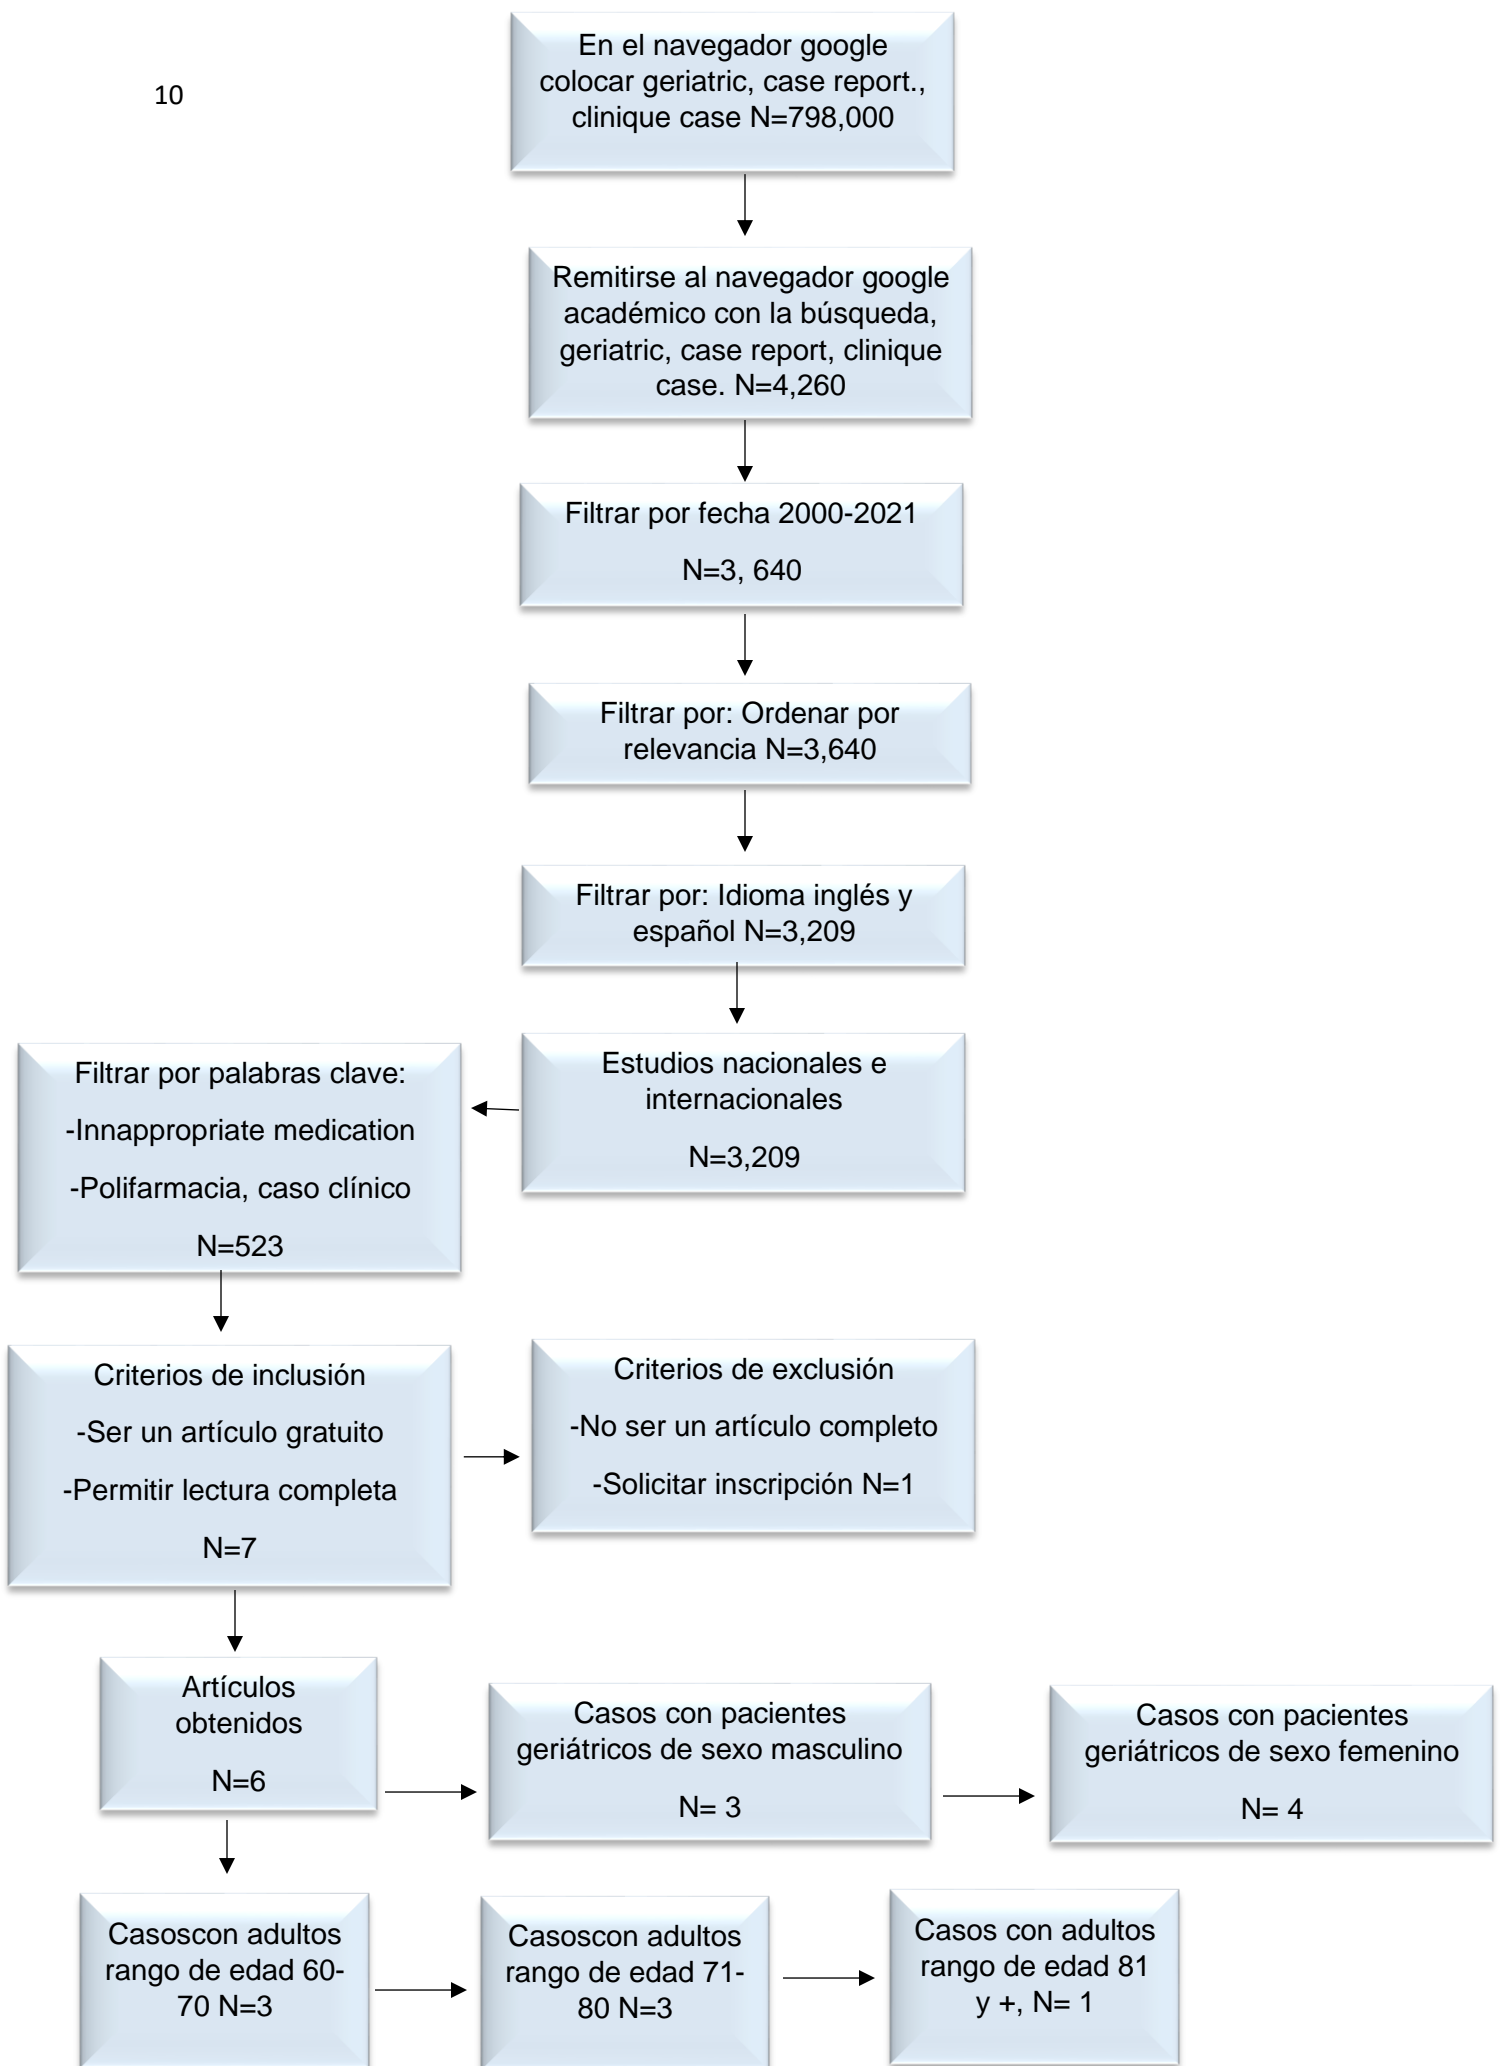 10
En el navegador google
colocar geriatric, case report.,
clinique case N=798,000
Remitirse al navegador google
académico con la búsqueda,
geriatric, case report, clinique
case. N=4,260
Filtrar por fecha 2000-2021
N=3, 640
Filtrar por: Ordenar por
relevancia N=3,640
Filtrar por: Idioma inglés y
español N=3,209
Estudios nacionales e
internacionales
N=3,209
Filtrar por palabras clave:
-Innappropriate medication
-Polifarmacia, caso clínico
N=523
Criterios de inclusión
-Ser un artículo gratuito
-Permitir lectura completa
N=7
Criterios de exclusión
-No ser un artículo completo
-Solicitar inscripción N=1
Artículos
obtenidos
N=6
Casos con pacientes
geriátricos de sexo masculino
N= 3
Casos con pacientes
geriátricos de sexo femenino
N= 4
Casoscon adultos
rango de edad 60-
70 N=3
Casoscon adultos
rango de edad 71-
80 N=3
Casos con adultos
rango de edad 81
y +, N= 1